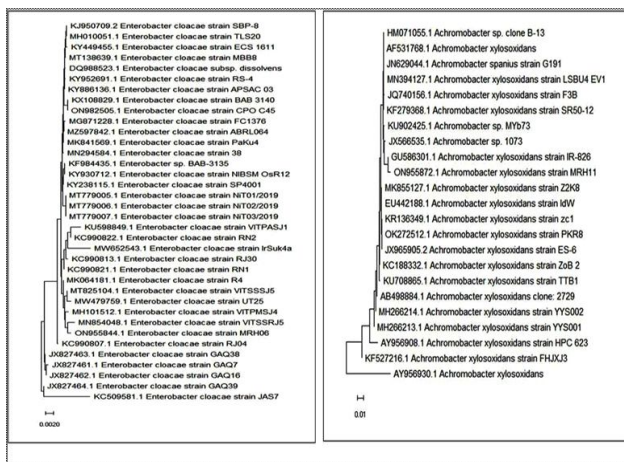 KJ950709.2 Enterobacter cloacae strain SBP-8
MH010051.1 Enterobacter cloacae strain TLS20
KY449455.1 Enterobacter cloacae strain ECS 1611
MT138639.1 Enterobacter cloacae strain MBB8
DQ988523.1 Enterobacter cloacae subsp. dissolvens
KY952691.1 Enterobacter cloacae strain RS-4
KY886136.1 Enterobacter cloacae strain APSAC 03
KX108829.1 Enterobacter cloacae strain BAB 3140
ON982505.1 Enterobacter cloacae strain CPO C45
MG871228.1 Enterobacter cloacae strain FC1376
MZ597842.1 Enterobacter cloacae strain ABRL064
MK841569.1 Enterobacter cloacae strain PaKu4
MN294584.1 Enterobacter cloacae strain 38
KF984435.1 Enterobacter sp. BAB-3135
KY930712.1 Enterobacter cloacae strain NIBSM OsR12
KY238115.1 Enterobacter cloacae strain SP4001
MT779005.1 Enterobacter cloacae strain NiT01/2019
MT779006.1 Enterobacter cloacae strain NiT02/2019
MT779007.1 Enterobacter cloacae strain NiT03/2019
KU598849.1 Enterobacter cloacae strain VITPASJ1
KC990822.1 Enterobacter cloacae strain RN2
MW652543.1 Enterobacter cloacae strain IrSuk4a
KC990813.1 Enterobacter cloacae strain RJ30
KC990821.1 Enterobacter cloacae strain RN1
MK064181.1 Enterobacter cloacae strain R4
MT825104.1 Enterobacter cloacae strain VITSSSJ5
MW479759.1 Enterobacter cloacae strain UT25
MH101512.1 Enterobacter cloacae strain VITPMSJ4
MN854048.1 Enterobacter cloacae strain VITSSRJ5
ON955844.1 Enterobacter cloacae strain MRH06
KC990807.1 Enterobacter cloacae strain RJ04
JX827463.1 Enterobacter cloacae strain GAQ38
JX827461.1 Enterobacter cloacae strain GAQ7
JX827462.1 Enterobacter cloacae strain GAQ16
JX827464.1 Enterobacter cloacae strain GAQ39
KC509581.1 Enterobacter cloacae strain JAS7
0.0020
HM071055.1 Achromobacter sp. clone B-13
AF531768.1 Achromobacter xylosoxidans
JN629044.1 Achromobacter spanius strain G191
MN394127.1 Achromobacter xylosoxidans strain LSBU4 EV1
JQ740156.1 Achromobacter xylosoxidans strain F3B
KF279368.1 Achromobacter xylosoxidans strain SR50-12
KU902425.1 Achromobacter sp. MYb73
JX566535.1 Achromobacter sp. 1073
GU586301.1 Achromobacter xylosoxidans strain IR-826
ON955872.1 Achromobacter xylosoxidans strain MRH11
MK855127.1 Achromobacter xylosoxidans strain Z2K8
EU442188.1 Achromobacter xylosoxidans strain ldW
KR136349.1 Achromobacter xylosoxidans strain zc1
OK272512.1 Achromobacter xylosoxidans strain PKR8
JX965905.2 Achromobacter xylosoxidans strain ES-6
KC188332.1 Achromobacter xylosoxidans strain ZoB 2
KU708865.1 Achromobacter xylosoxidans strain TTB1
AB498884.1 Achromobacter xylosoxidans clone: 2729
MH266214.1 Achromobacter xylosoxidans strain YYS002
MH266213.1 Achromobacter xylosoxidans strain YYS001
AY956908.1 Achromobacter xylosoxidans strain HPC 623
KF527216.1 Achromobacter xylosoxidans strain FHJXJ3
AY956930.1 Achromobacter xylosoxidans
0.01